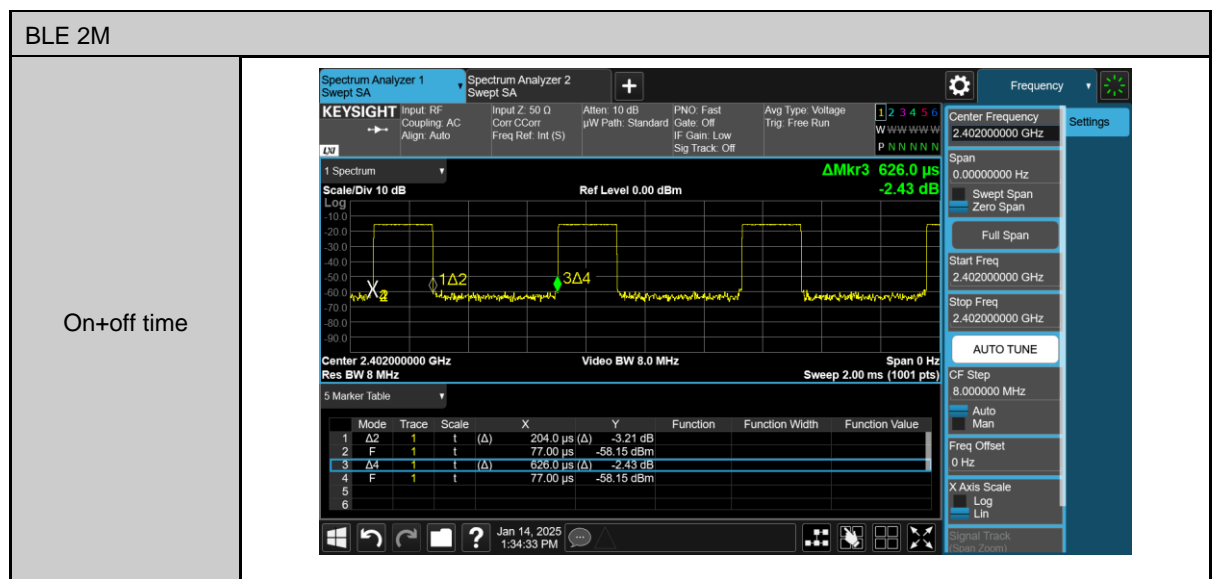 BLE 2M
On+off time
Spectrum Analyzer 1
Swept SA
Spectrum Analyzer 2
Swept SA
Frequency
KEYSIGHT
Input: RF
Coupling: AC
Align: Auto
Input Z: 50 Ω
Corr CCorr
Freq Ref: Int (S)
Atten: 10 dB
µW Path: Standard
PNO: Fast
Gate: Off
IF Gain: Low
Sig Track: Off
Avg Type: Voltage
Trig: Free Run
1 2 3 4 5 6
W W W W W W
P N N N N N
LXI
1 Spectrum
ΔMkr3 626.0 µs
-2.43 dB
Scale/Div 10 dB
Ref Level 0.00 dBm
Log
-10.0
-20.0
-30.0
-40.0
-50.0
-60.0
-70.0
-80.0
-90.0
X2
1Δ2
3Δ4
Center 2.402000000 GHz
Video BW 8.0 MHz
Span 0 Hz
Res BW 8 MHz
Sweep 2.00 ms (1001 pts)
5 Marker Table
Mode Trace Scale X Y Function Function Width Function Value
1 Δ2 1 t (Δ) 204.0 µs (Δ) -3.21 dB
2 F 1 t 77.00 µs -58.15 dBm
3 Δ4 1 t (Δ) 626.0 µs (Δ) -2.43 dB
4 F 1 t 77.00 µs -58.15 dBm
5
6
Jan 14, 2025
1:34:33 PM
Center Frequency
2.402000000 GHz
Settings
Span
0.00000000 Hz
Swept Span
Zero Span
Full Span
Start Freq
2.402000000 GHz
Stop Freq
2.402000000 GHz
AUTO TUNE
CF Step
8.000000 MHz
Auto
Man
Freq Offset
0 Hz
X Axis Scale
Log
Lin
Signal Track
(Span Zoom)